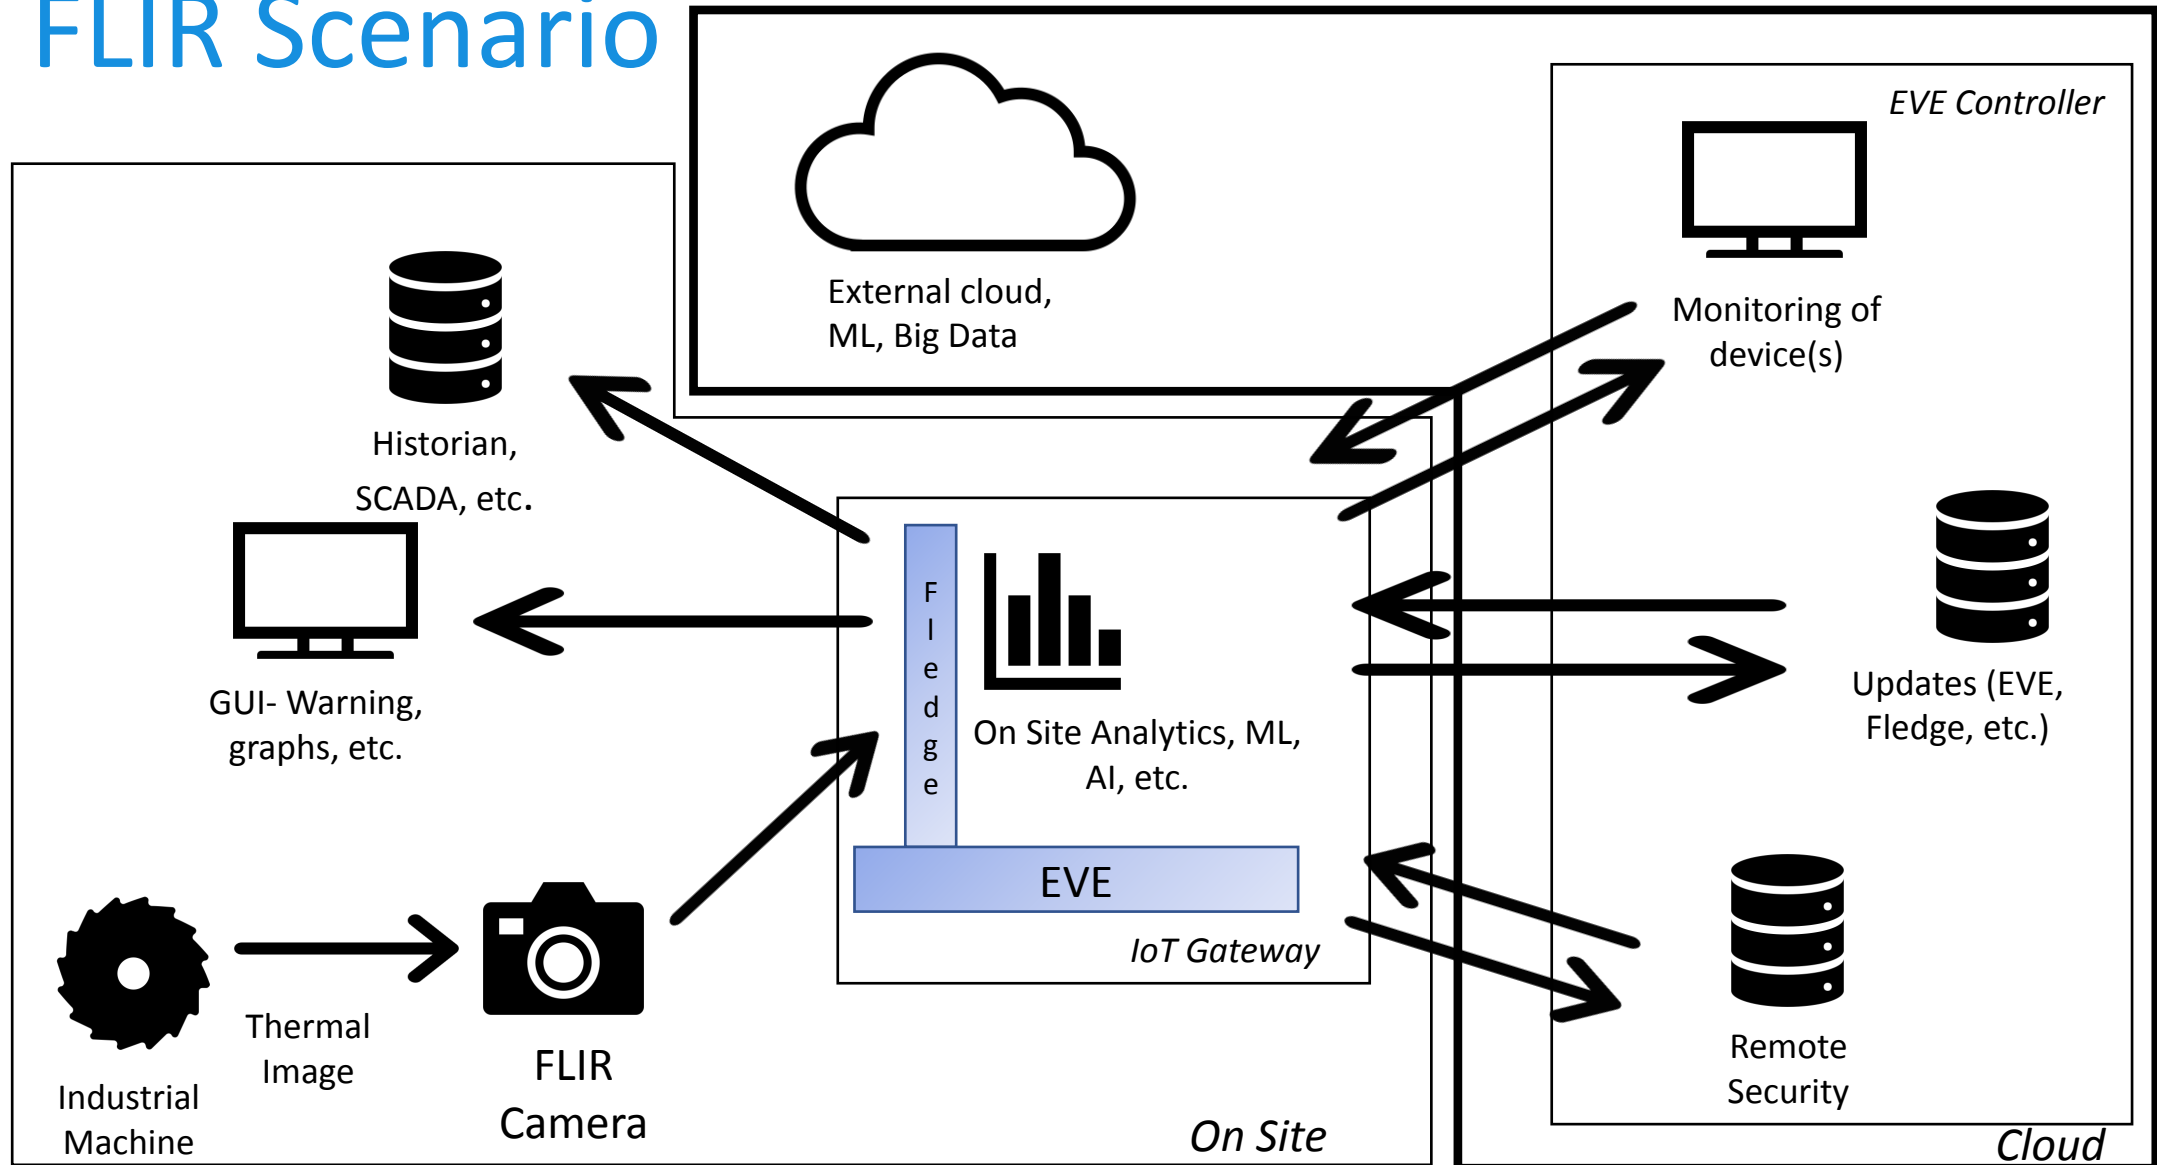 FLIR Scenario
EVE Controller
External cloud,
ML, Big Data
Monitoring of
device(s)
Historian,
SCADA, etc.
GUI- Warning,
graphs, etc.
Fledge
On Site Analytics, ML,
AI, etc.
EVE
IoT Gateway
Updates (EVE,
Fledge, etc.)
Remote
Security
Thermal
Image
Industrial
Machine
FLIR
Camera
On Site
Cloud